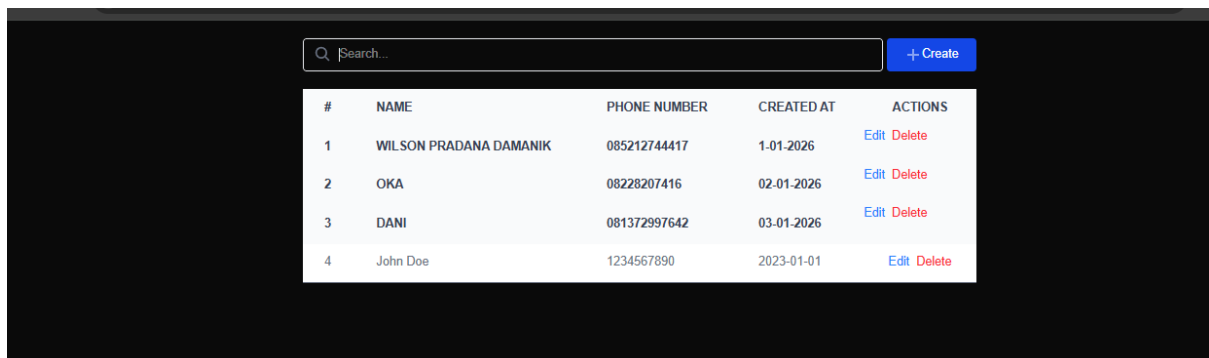 Search...
Create
# NAME PHONE NUMBER CREATED AT ACTIONS
1 WILSON PRADANA DAMANIK 085212744417 1-01-2026 Edit Delete
2 OKA 08228207416 02-01-2026 Edit Delete
3 DANI 081372997642 03-01-2026 Edit Delete
4 John Doe 1234567890 2023-01-01 Edit Delete